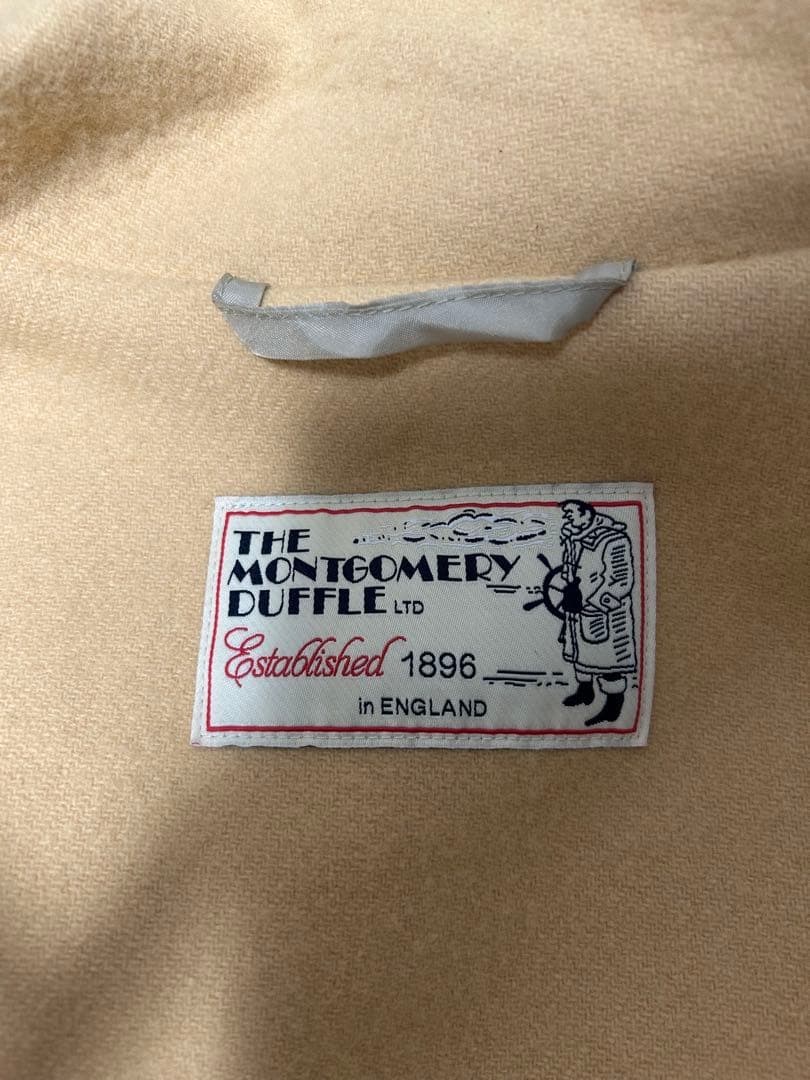 THE
MONTGOMERY
DUFFLE LTD
Established 1896
in ENGLAND